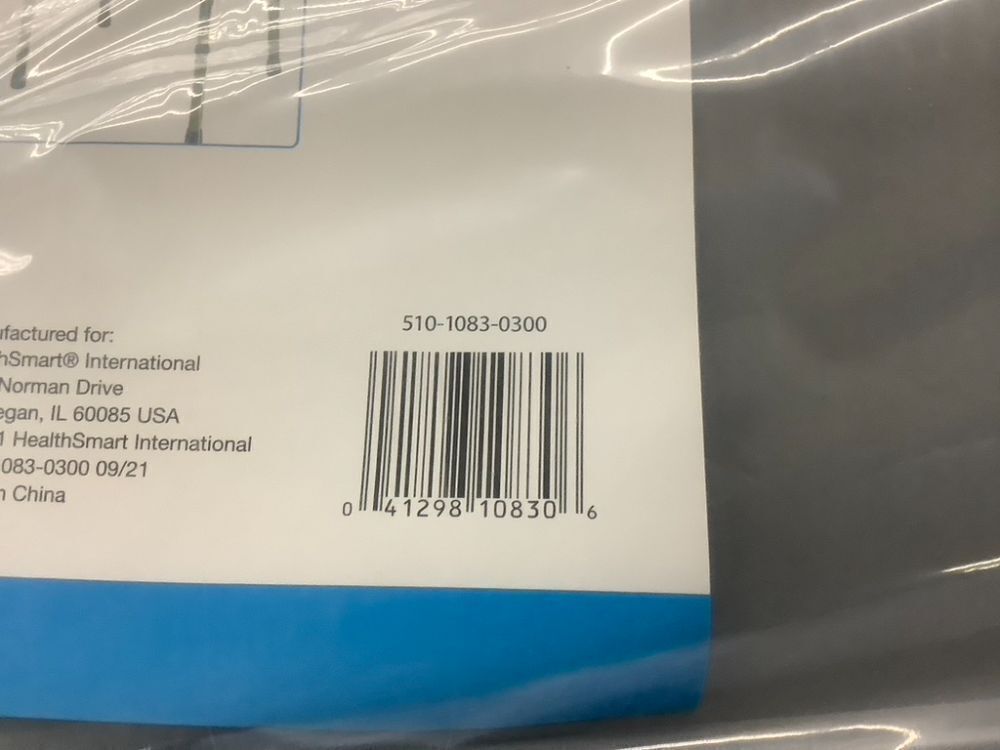 510-1083-0300
ufactured for:
hSmart® International
Norman Drive
egan, IL 60085 USA
1 HealthSmart International
083-0300 09/21
n China
0 41298 10830 6